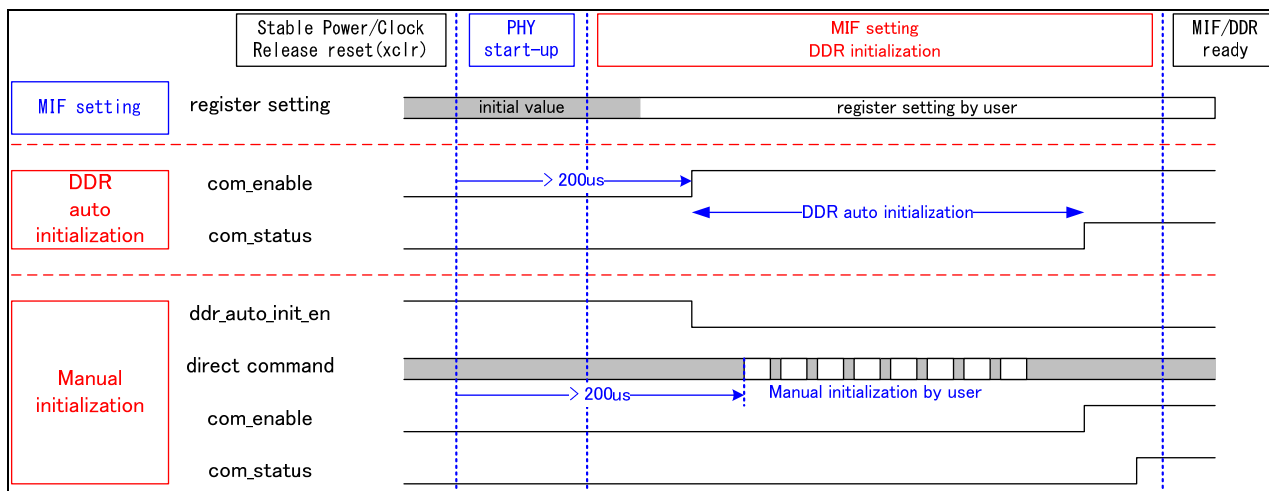 Stable Power/Clock
Release reset(xclr)
PHY
start-up
MIF setting
DDR initialization
MIF/DDR
ready
MIF setting
register setting
initial value
register setting by user
DDR
auto
initialization
com_enable
> 200us
DDR auto initialization
com_status
Manual
initialization
ddr_auto_init_en
direct command
> 200us
Manual initialization by user
com_enable
com_status